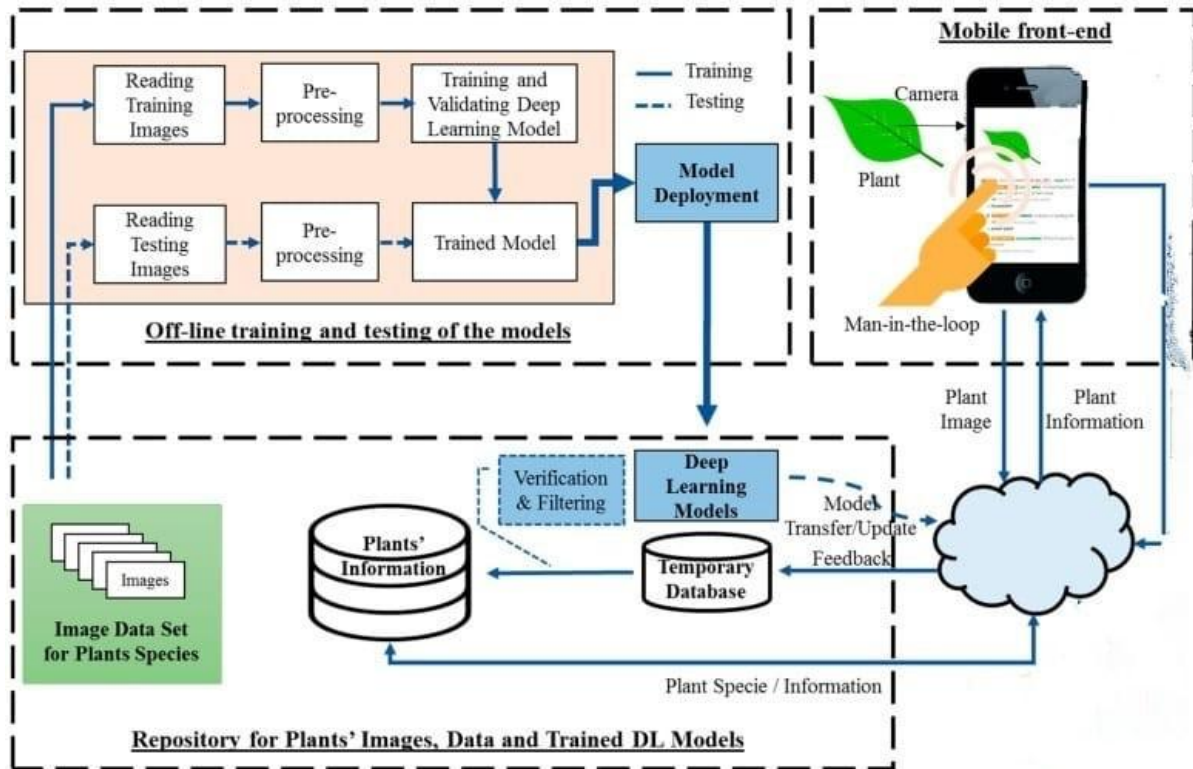 Mobile front-end
Reading
Training
Images
Pre-
processing
Training and
Validating Deep
Learning Model
Training
Testing
Reading
Testing
Images
Pre-
processing
Trained Model
Model
Deployment
Off-line training and testing of the models
Camera
Plant
Man-in-the-loop
Plant
Image
Plant
Information
Verification
& Filtering
Deep
Learning
Models
Model
Transfer/Update
Feedback
Plants'
Information
Temporary
Database
Images
Image Data Set
for Plants Species
Plant Specie / Information
Repository for Plants' Images, Data and Trained DL Models